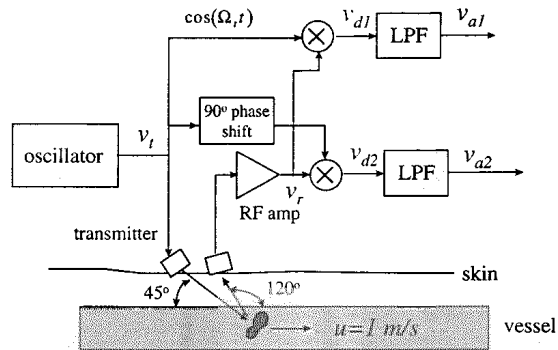 cos(Ω,t)
v_d1
LPF
v_a1
90° phase
shift
oscillator
v_t
v_d2
LPF
v_a2
v_r
RF amp
transmitter
45°
120°
skin
u=1 m/s
vessel